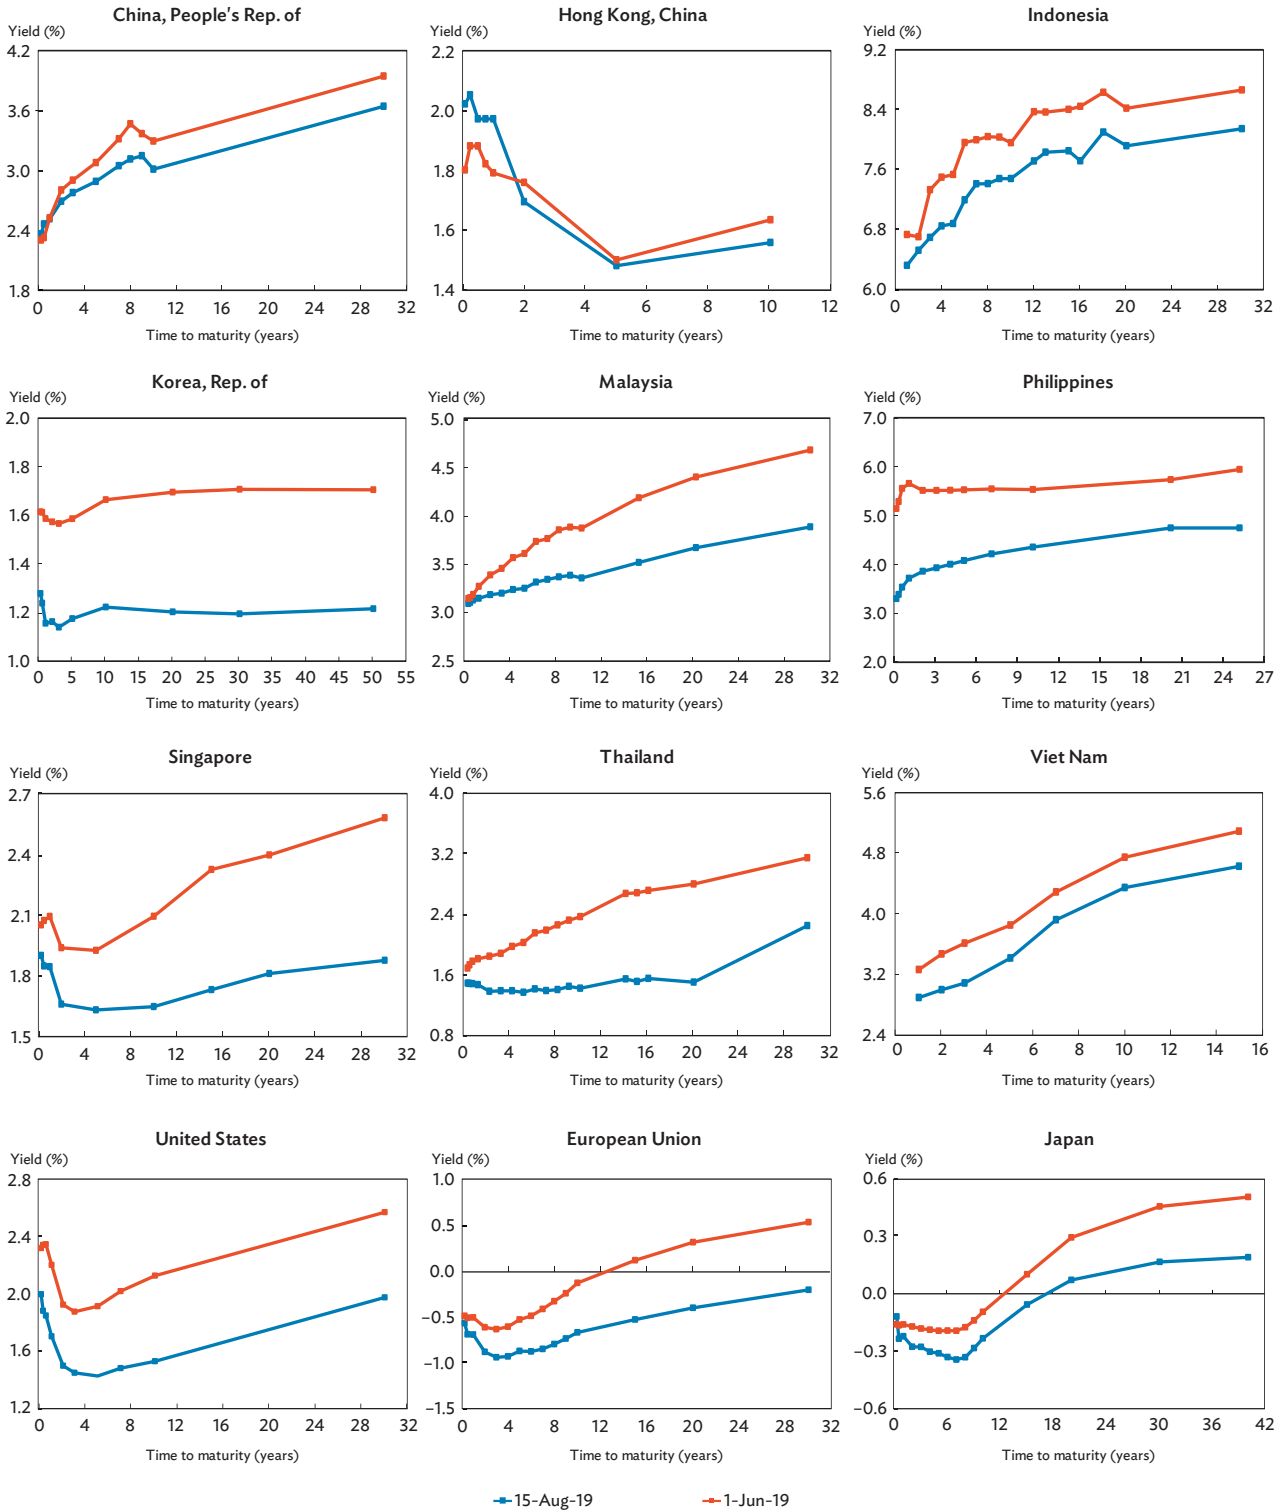 China, People's Rep. of
Yield (%)
4.2
3.6
3.0
2.4
1.8
0 4 8 12 16 20 24 28 32
Time to maturity (years)
Hong Kong, China
Yield (%)
2.2
2.0
1.8
1.6
1.4
0 2 4 6 8 10 12
Time to maturity (years)
Indonesia
Yield (%)
9.2
8.4
7.6
6.8
6.0
0 4 8 12 16 20 24 28 32
Time to maturity (years)
Korea, Rep. of
Yield (%)
2.0
1.8
1.6
1.4
1.2
1.0
0 5 10 15 20 25 30 35 40 45 50 55
Time to maturity (years)
Malaysia
Yield (%)
5.0
4.5
4.0
3.5
3.0
2.5
0 4 8 12 16 20 24 28 32
Time to maturity (years)
Philippines
Yield (%)
7.0
6.0
5.0
4.0
3.0
2.0
0 3 6 9 12 15 18 21 24 27
Time to maturity (years)
Singapore
Yield (%)
2.7
2.4
2.1
1.8
1.5
0 4 8 12 16 20 24 28 32
Time to maturity (years)
Thailand
Yield (%)
4.0
3.2
2.4
1.6
0.8
0 4 8 12 16 20 24 28 32
Time to maturity (years)
Viet Nam
Yield (%)
5.6
4.8
4.0
3.2
2.4
0 2 4 6 8 10 12 14 16
Time to maturity (years)
United States
Yield (%)
2.8
2.4
2.0
1.6
1.2
0 4 8 12 16 20 24 28 32
Time to maturity (years)
European Union
Yield (%)
1.0
0.5
0.0
–0.5
–1.0
–1.5
0 4 8 12 16 20 24 28 32
Time to maturity (years)
Japan
Yield (%)
0.6
0.3
0.0
–0.3
–0.6
0 6 12 18 24 30 36 42
Time to maturity (years)
15-Aug-19 1-Jun-19